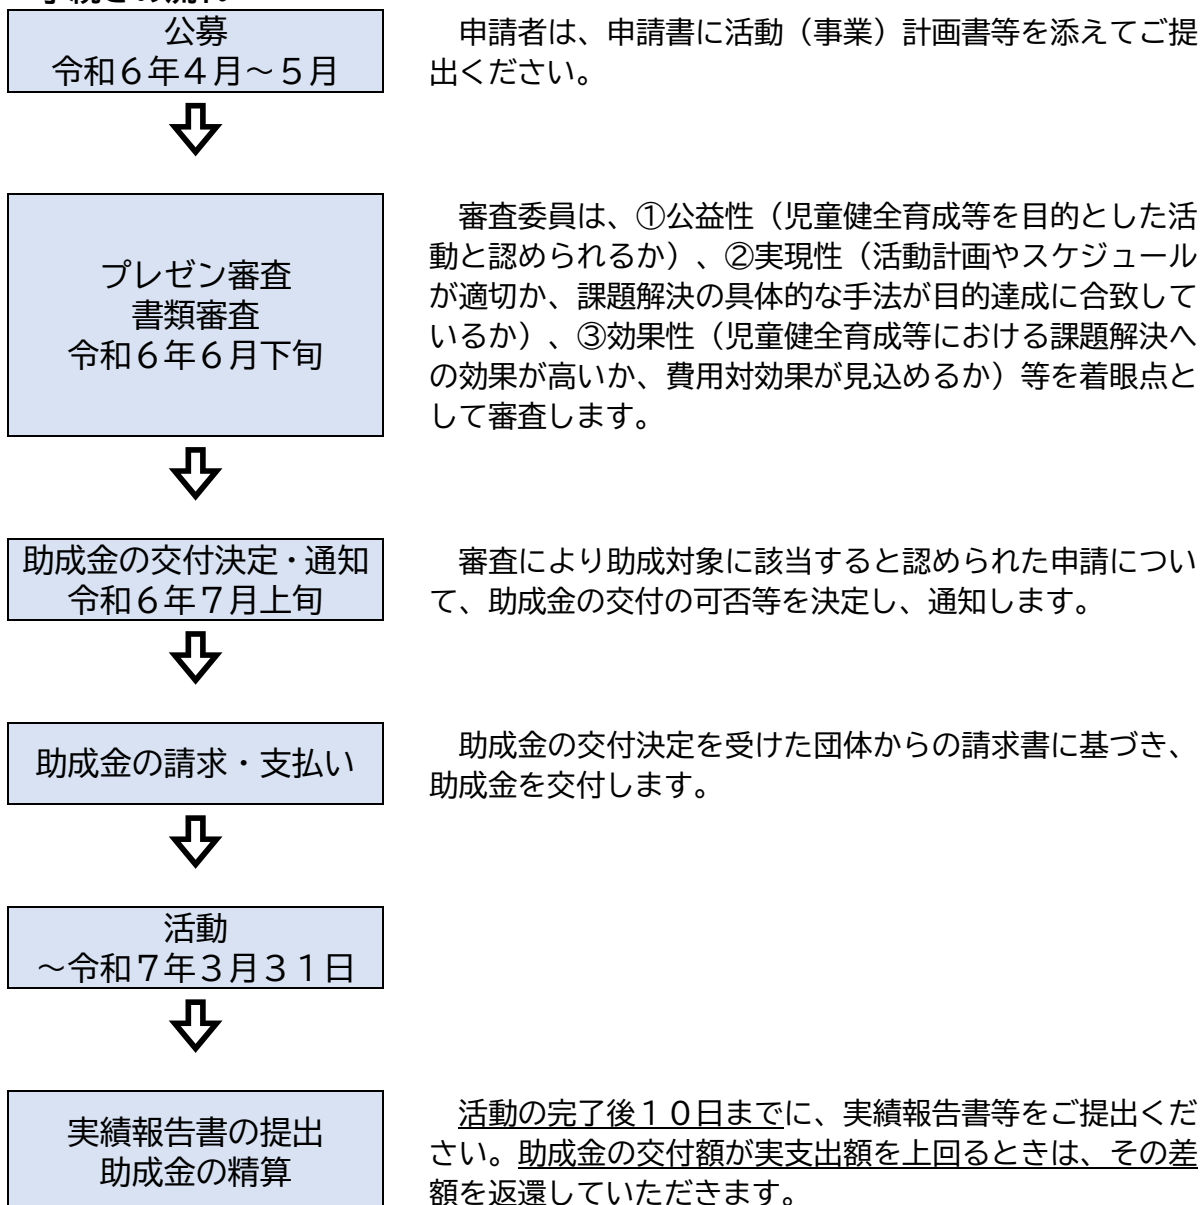 公募
令和６年４月～５月
申請者は、申請書に活動（事業）計画書等を添えてご提
出ください。
プレゼン審査
書類審査
令和６年６月下旬
審査委員は、①公益性（児童健全育成等を目的とした活
動と認められるか）、②実現性（活動計画やスケジュール
が適切か、課題解決の具体的な手法が目的達成に合致して
いるか）、③効果性（児童健全育成等における課題解決へ
の効果が高いか、費用対効果が見込めるか）等を着眼点と
して審査します。
助成金の交付決定・通知
令和６年７月上旬
審査により助成対象に該当すると認められた申請につい
て、助成金の交付の可否等を決定し、通知します。
助成金の請求・支払い
助成金の交付決定を受けた団体からの請求書に基づき、
助成金を交付します。
活動
～令和７年３月３１日
実績報告書の提出
助成金の精算
活動の完了後１０日までに、実績報告書等をご提出くだ
さい。助成金の交付額が実支出額を上回るときは、その差
額を返還していただきます。